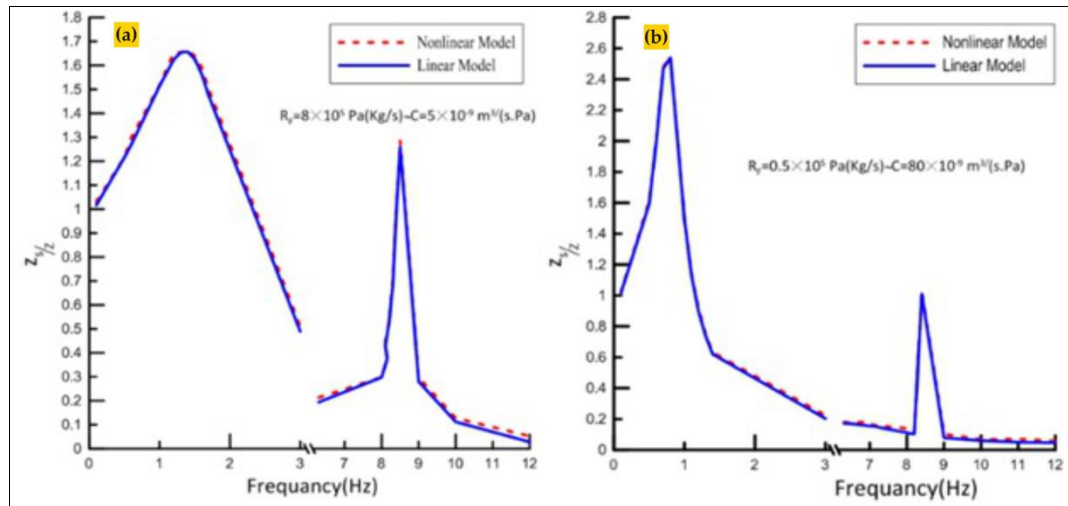 (a)
Nonlinear Model
Linear Model
Rᵧ=8×10⁵ Pa(Kg/s)~C=5×10⁻⁹ m³/(s.Pa)
1.8
1.7
1.6
1.5
1.4
1.3
1.2
1.1
1
0.9
0.8
0.7
0.6
0.5
0.4
0.3
0.2
0.1
0
Zs/z
0 1 2 3 7 8 9 10 11 12
Frequancy(Hz)
(b)
Nonlinear Model
Linear Model
Rᵧ=0.5×10⁵ Pa(Kg/s)~C=80×10⁻⁹ m³/(s.Pa)
2.8
2.6
2.4
2.2
2
1.8
1.6
1.4
1.2
1
0.8
0.6
0.4
0.2
0
Zs/z
0 1 2 3 7 8 9 10 11 12
Frequancy(Hz)